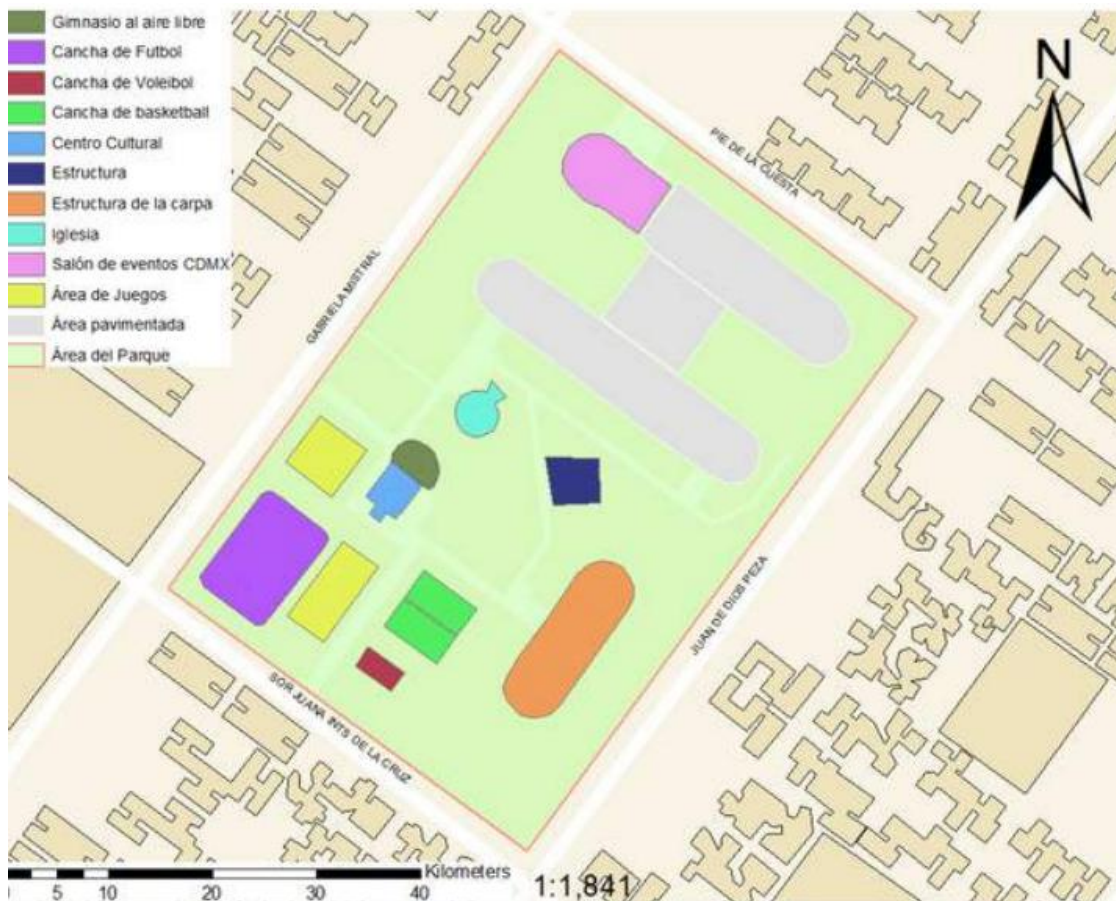 Gimnasio al aire libre
Cancha de Futbol
Cancha de Voleibol
Cancha de basketball
Centro Cultural
Estructura
Estructura de la carpa
Iglesia
Salón de eventos CDMX
Área de Juegos
Área pavimentada
Área del Parque
N
PIE DE LA CUESTA
GABRIELA MISTRAL
JUAN DE DIOS PEZA
SOR JUANA INTS DE LA CRUZ
Kilometers
0 5 10 20 30 40
1:1,841